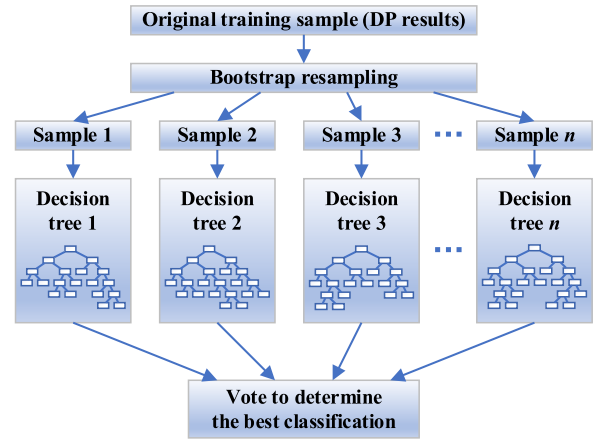 Original training sample (DP results)
Bootstrap resampling
Sample 1
Sample 2
Sample 3
Sample n
Decision
tree 1
Decision
tree 2
Decision
tree 3
Decision
tree n
Vote to determine
the best classification